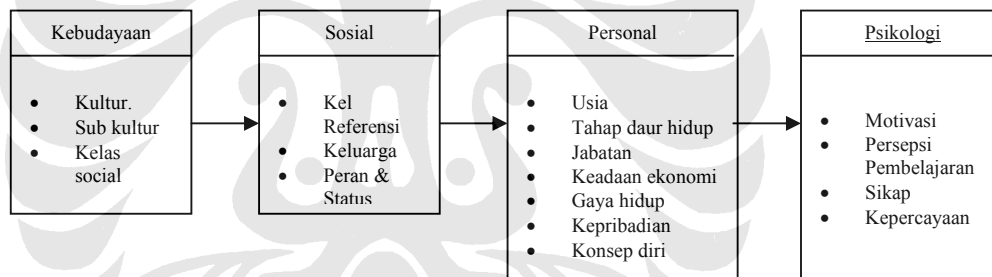 Kebudayaan
Kultur.
Sub kultur
Kelas
social
Sosial
Kel
Referensi
Keluarga
Peran &
Status
Personal
Usia
Tahap daur hidup
Jabatan
Keadaan ekonomi
Gaya hidup
Kepribadian
Konsep diri
Psikologi
Motivasi
Persepsi
Pembelajaran
Sikap
Kepercayaan